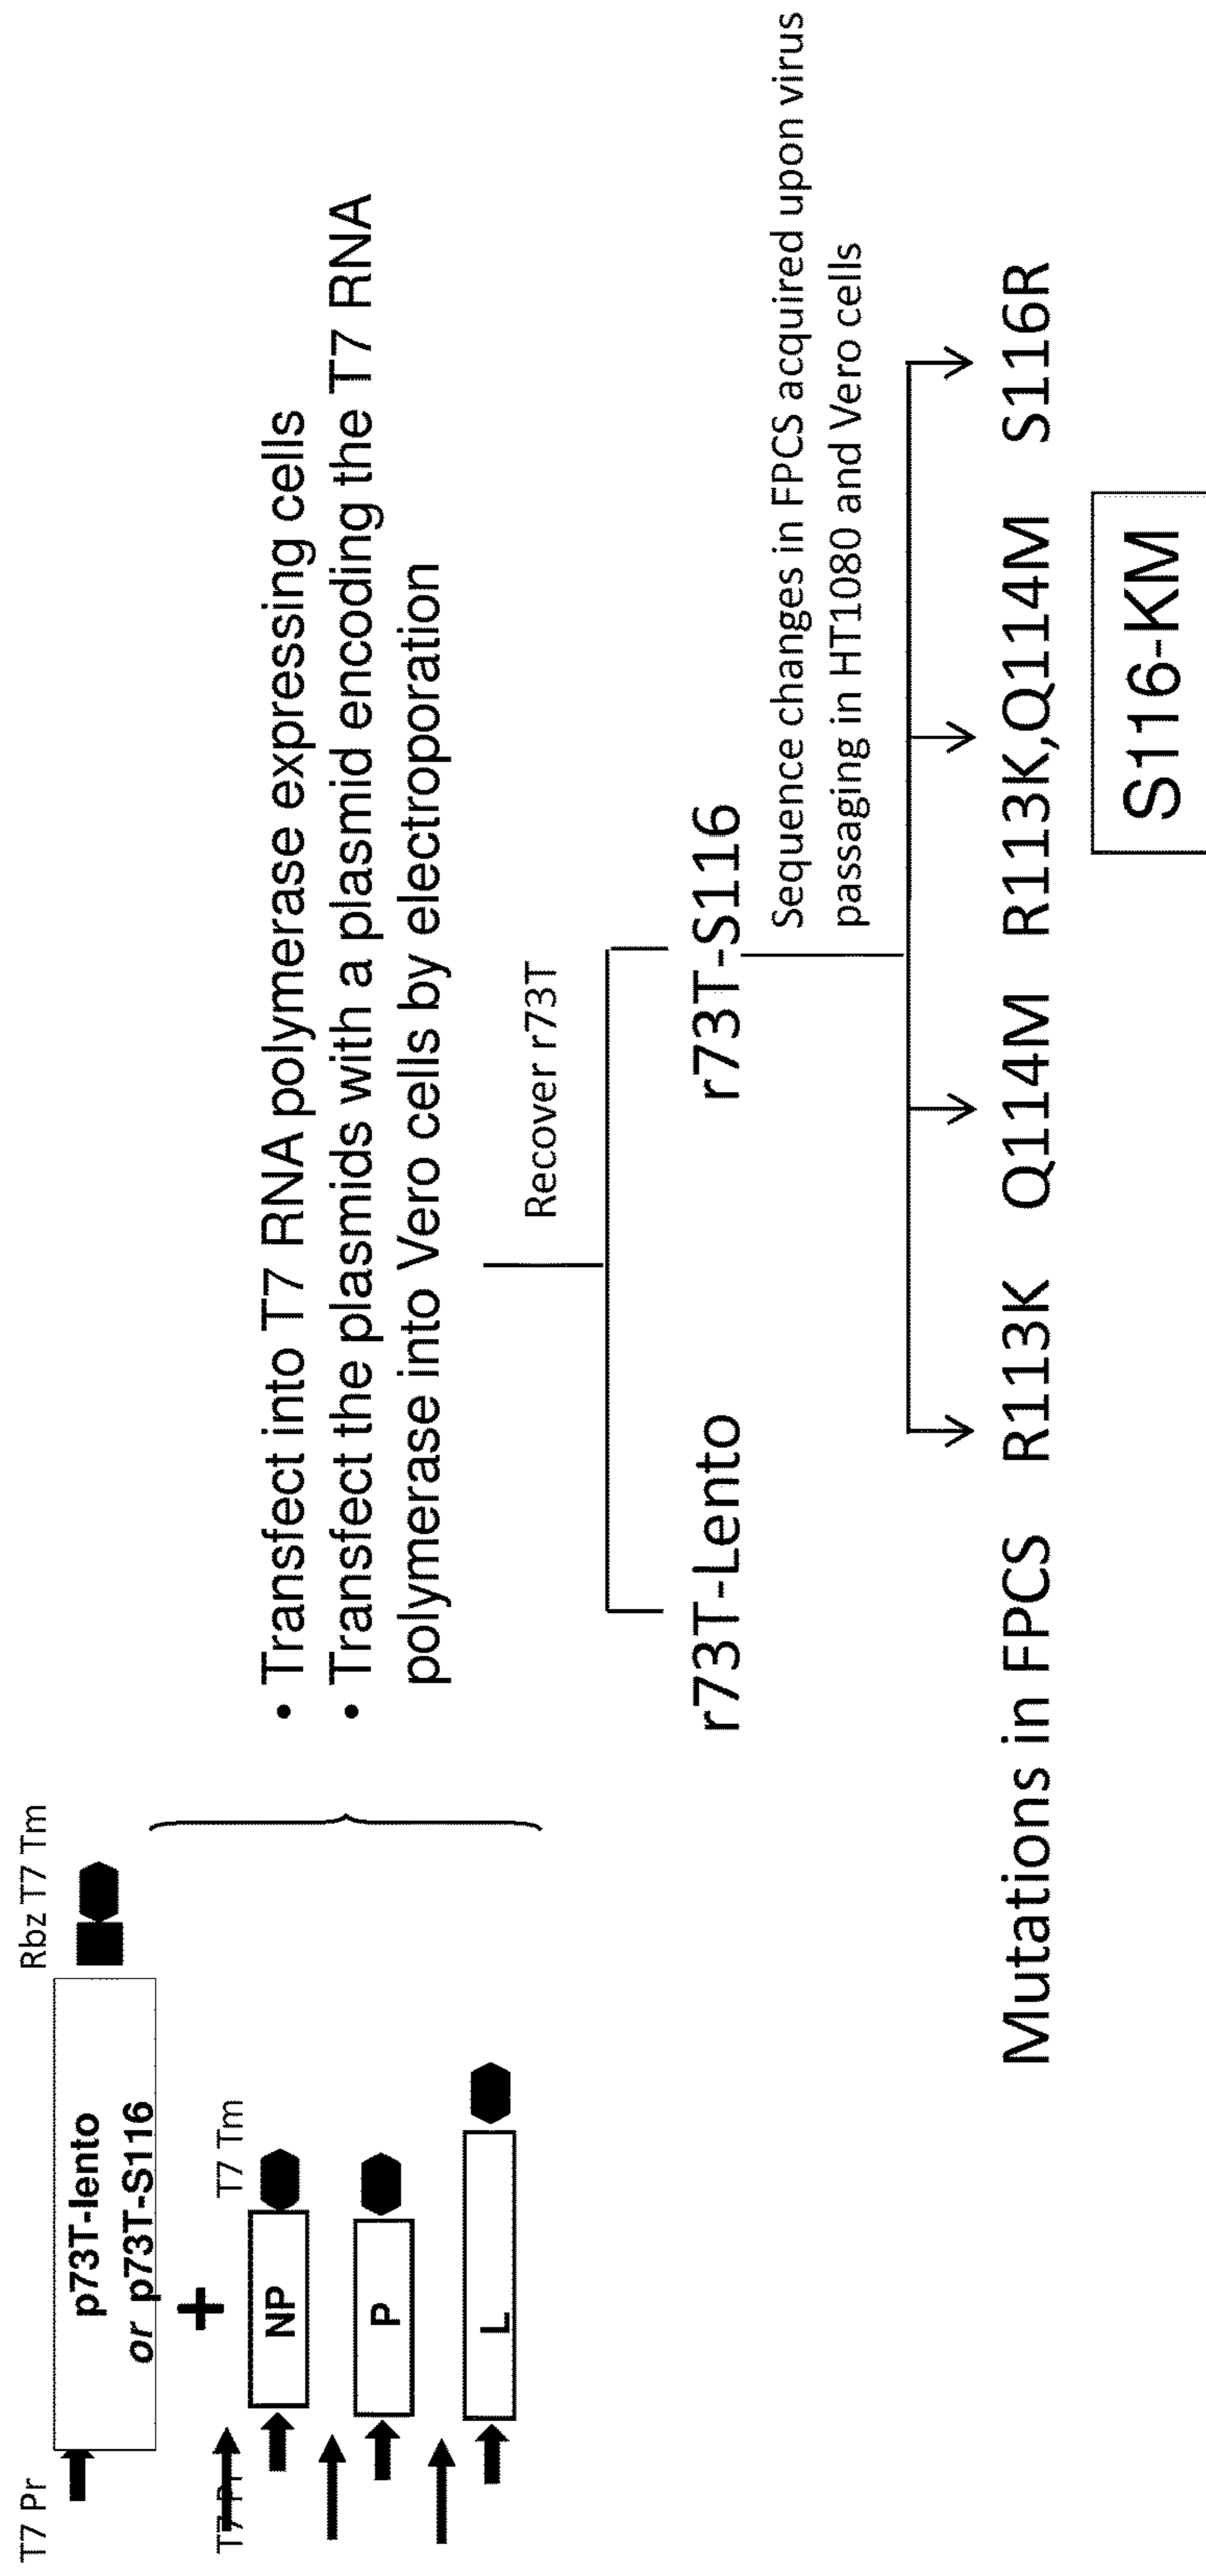 T7 Pr
Rbz T7 Tm
p73T-lento
or p73T-S116
+
T7 Pr
T7 Tm
NP
P
L
• Transfect into T7 RNA polymerase expressing cells
• Transfect the plasmids with a plasmid encoding the T7 RNA
polymerase into Vero cells by electroporation
Recover r73T
r73T-Lento
r73T-S116
Sequence changes in FPCS acquired upon virus
passaging in HT1080 and Vero cells
Mutations in FPCS R113K Q114M R113K,Q114M S116R
S116-KM